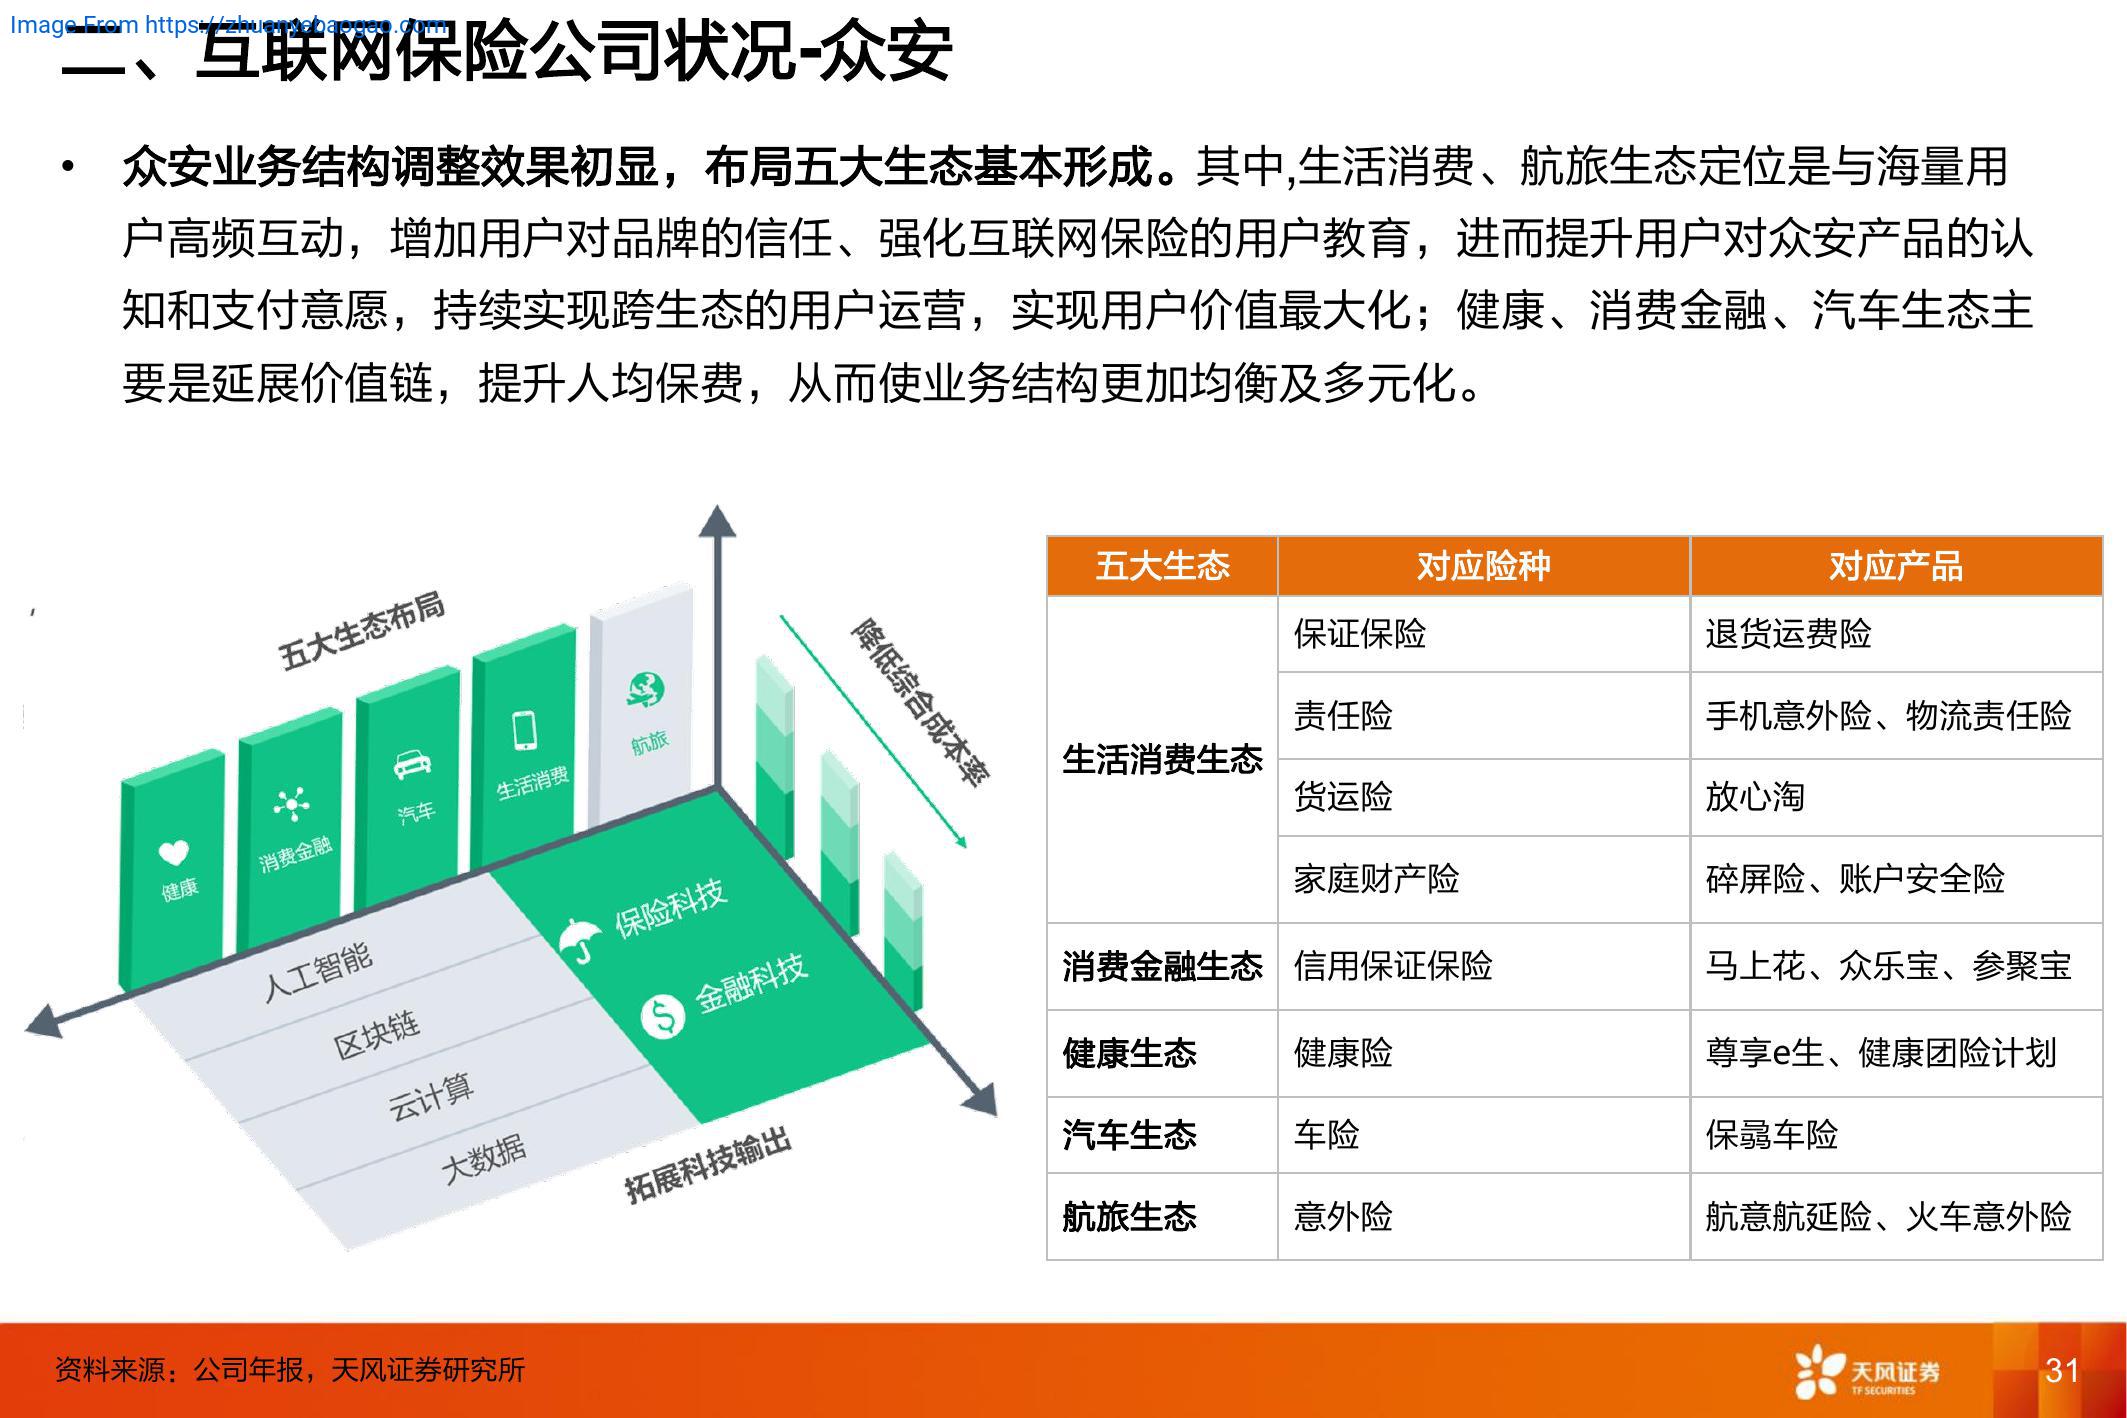 Image From https://zhuanyebaogao.com
二、互联网保险公司状况-众安
• 众安业务结构调整效果初显，布局五大生态基本形成。其中,生活消费、航旅生态定位是与海量用
户高频互动，增加用户对品牌的信任、强化互联网保险的用户教育，进而提升用户对众安产品的认
知和支付意愿，持续实现跨生态的用户运营，实现用户价值最大化；健康、消费金融、汽车生态主
要是延展价值链，提升人均保费，从而使业务结构更加均衡及多元化。
五大生态布局
健康
消费金融
汽车
生活消费
航旅
降低综合成本率
人工智能
区块链
云计算
大数据
保险科技
金融科技
拓展科技输出
五大生态 对应险种 对应产品
生活消费生态
保证保险 退货运费险
责任险 手机意外险、物流责任险
货运险 放心淘
家庭财产险 碎屏险、账户安全险
消费金融生态 信用保证保险 马上花、众乐宝、参聚宝
健康生态 健康险 尊享e生、健康团险计划
汽车生态 车险 保骉车险
航旅生态 意外险 航意航延险、火车意外险
资料来源：公司年报，天风证券研究所
天风证券
TF SECURITIES
31